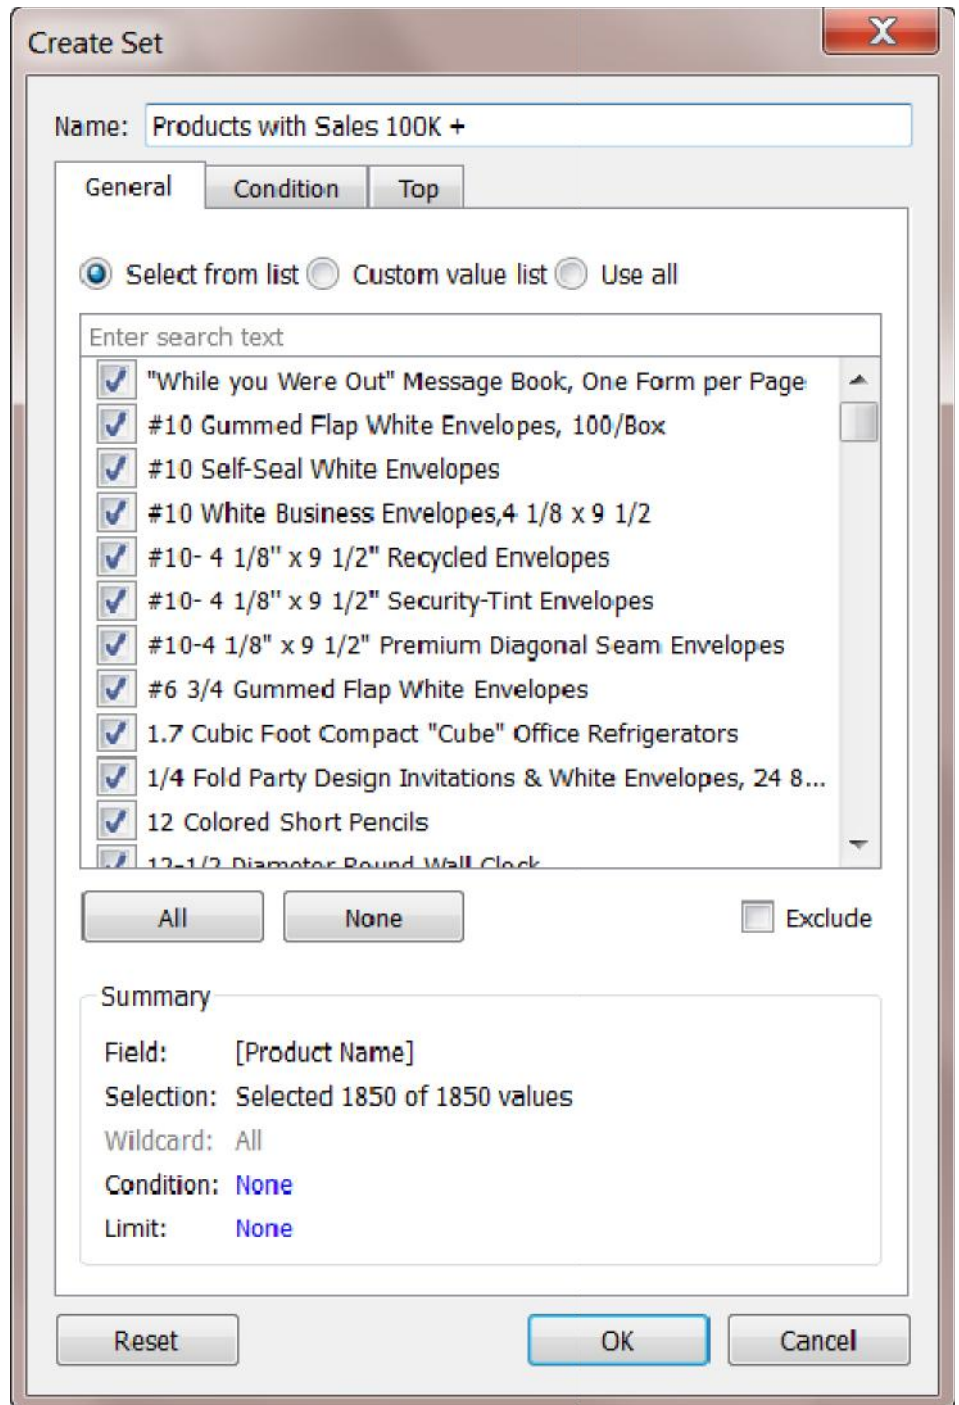 Create Set
X
Name: Products with Sales 100K +
General Condition Top
Select from list Custom value list Use all
Enter search text
"While you Were Out" Message Book, One Form per Page
#10 Gummed Flap White Envelopes, 100/Box
#10 Self-Seal White Envelopes
#10 White Business Envelopes,4 1/8 x 9 1/2
#10- 4 1/8" x 9 1/2" Recycled Envelopes
#10- 4 1/8" x 9 1/2" Security-Tint Envelopes
#10-4 1/8" x 9 1/2" Premium Diagonal Seam Envelopes
#6 3/4 Gummed Flap White Envelopes
1.7 Cubic Foot Compact "Cube" Office Refrigerators
1/4 Fold Party Design Invitations & White Envelopes, 24 8...
12 Colored Short Pencils
12-1/2 Diameter Round Wall Clock
All None Exclude
Summary
Field: [Product Name]
Selection: Selected 1850 of 1850 values
Wildcard: All
Condition: None
Limit: None
Reset OK Cancel